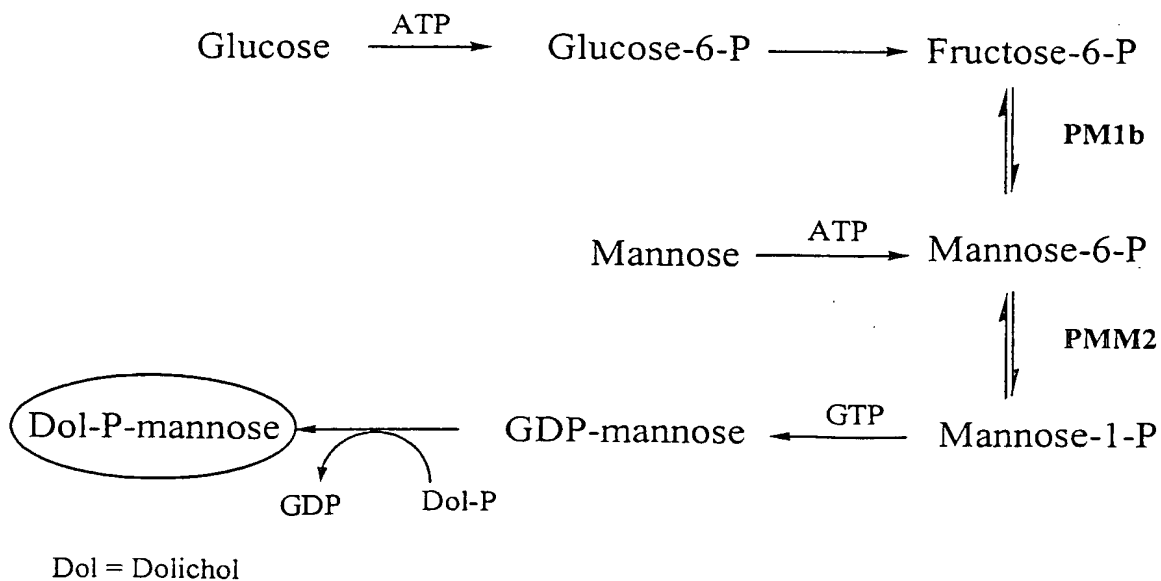 ATP
Glucose Glucose-6-P Fructose-6-P
PM1b
ATP
Mannose Mannose-6-P
PMM2
GTP
Dol-P-mannose GDP-mannose Mannose-1-P
GDP Dol-P
Dol = Dolichol